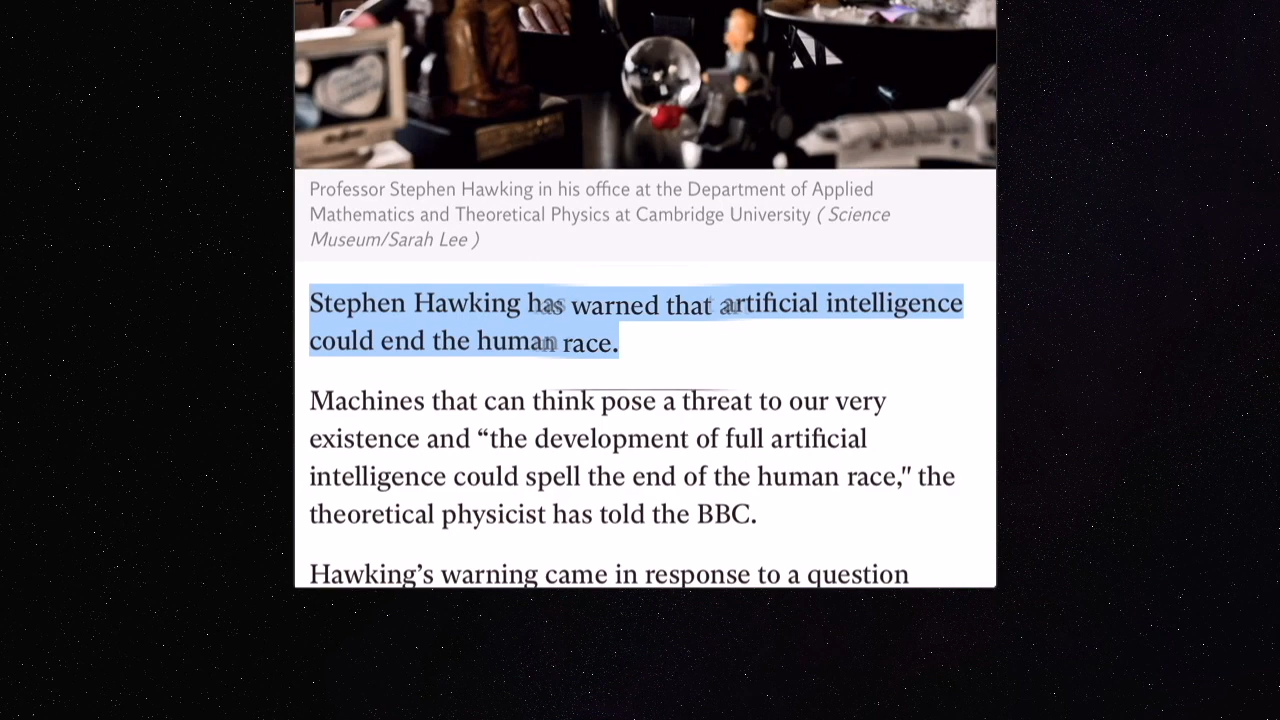 Professor Stephen Hawking in his office at the Department of Applied
Mathematics and Theoretical Physics at Cambridge University ( Science
Museum/Sarah Lee )
Stephen Hawking has warned that artificial intelligence
could end the human race.
Machines that can think pose a threat to our very
existence and “the development of full artificial
intelligence could spell the end of the human race," the
theoretical physicist has told the BBC.
Hawking’s warning came in response to a question